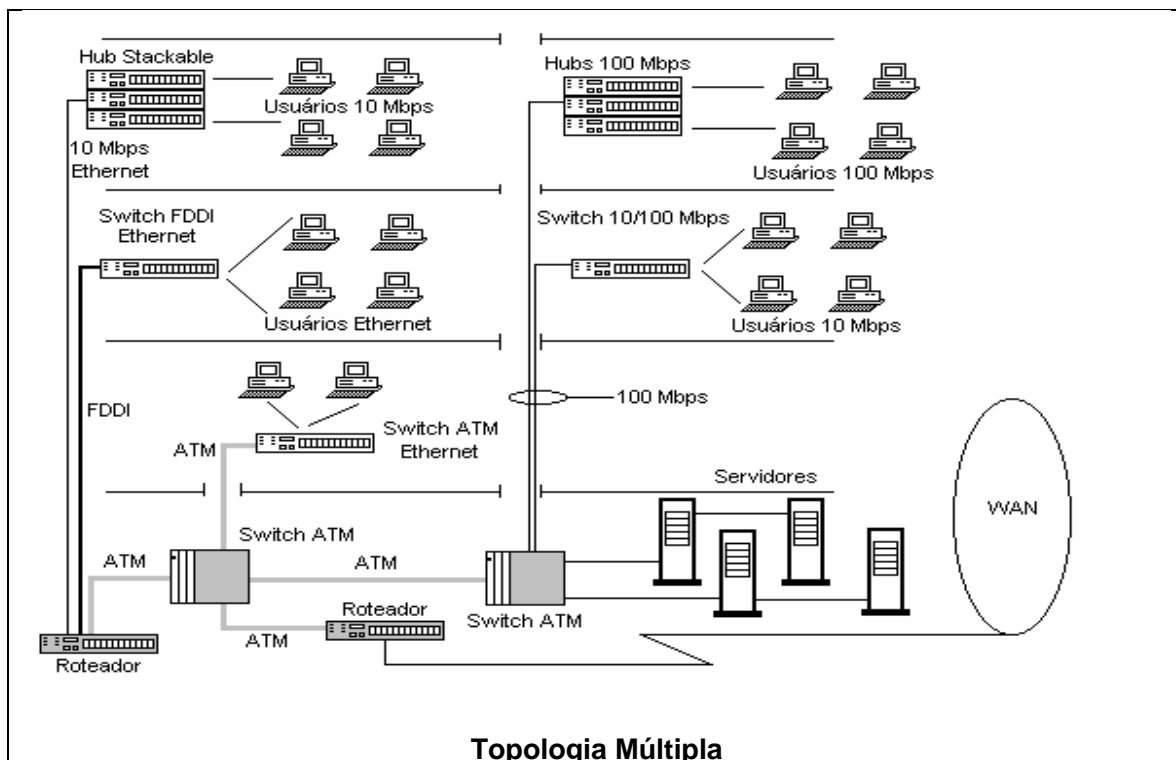 Hub Stackable
Usuários 10 Mbps
10 Mbps
Ethernet
Hubs 100 Mbps
Usuários 100 Mbps
Switch FDDI
Ethernet
Usuários Ethernet
Switch 10/100 Mbps
Usuários 10 Mbps
FDDI
ATM
Switch ATM
Ethernet
100 Mbps
Servidores
WAN
Switch ATM
ATM
ATM
Roteador
Switch ATM
ATM
Roteador
Topologia Múltipla